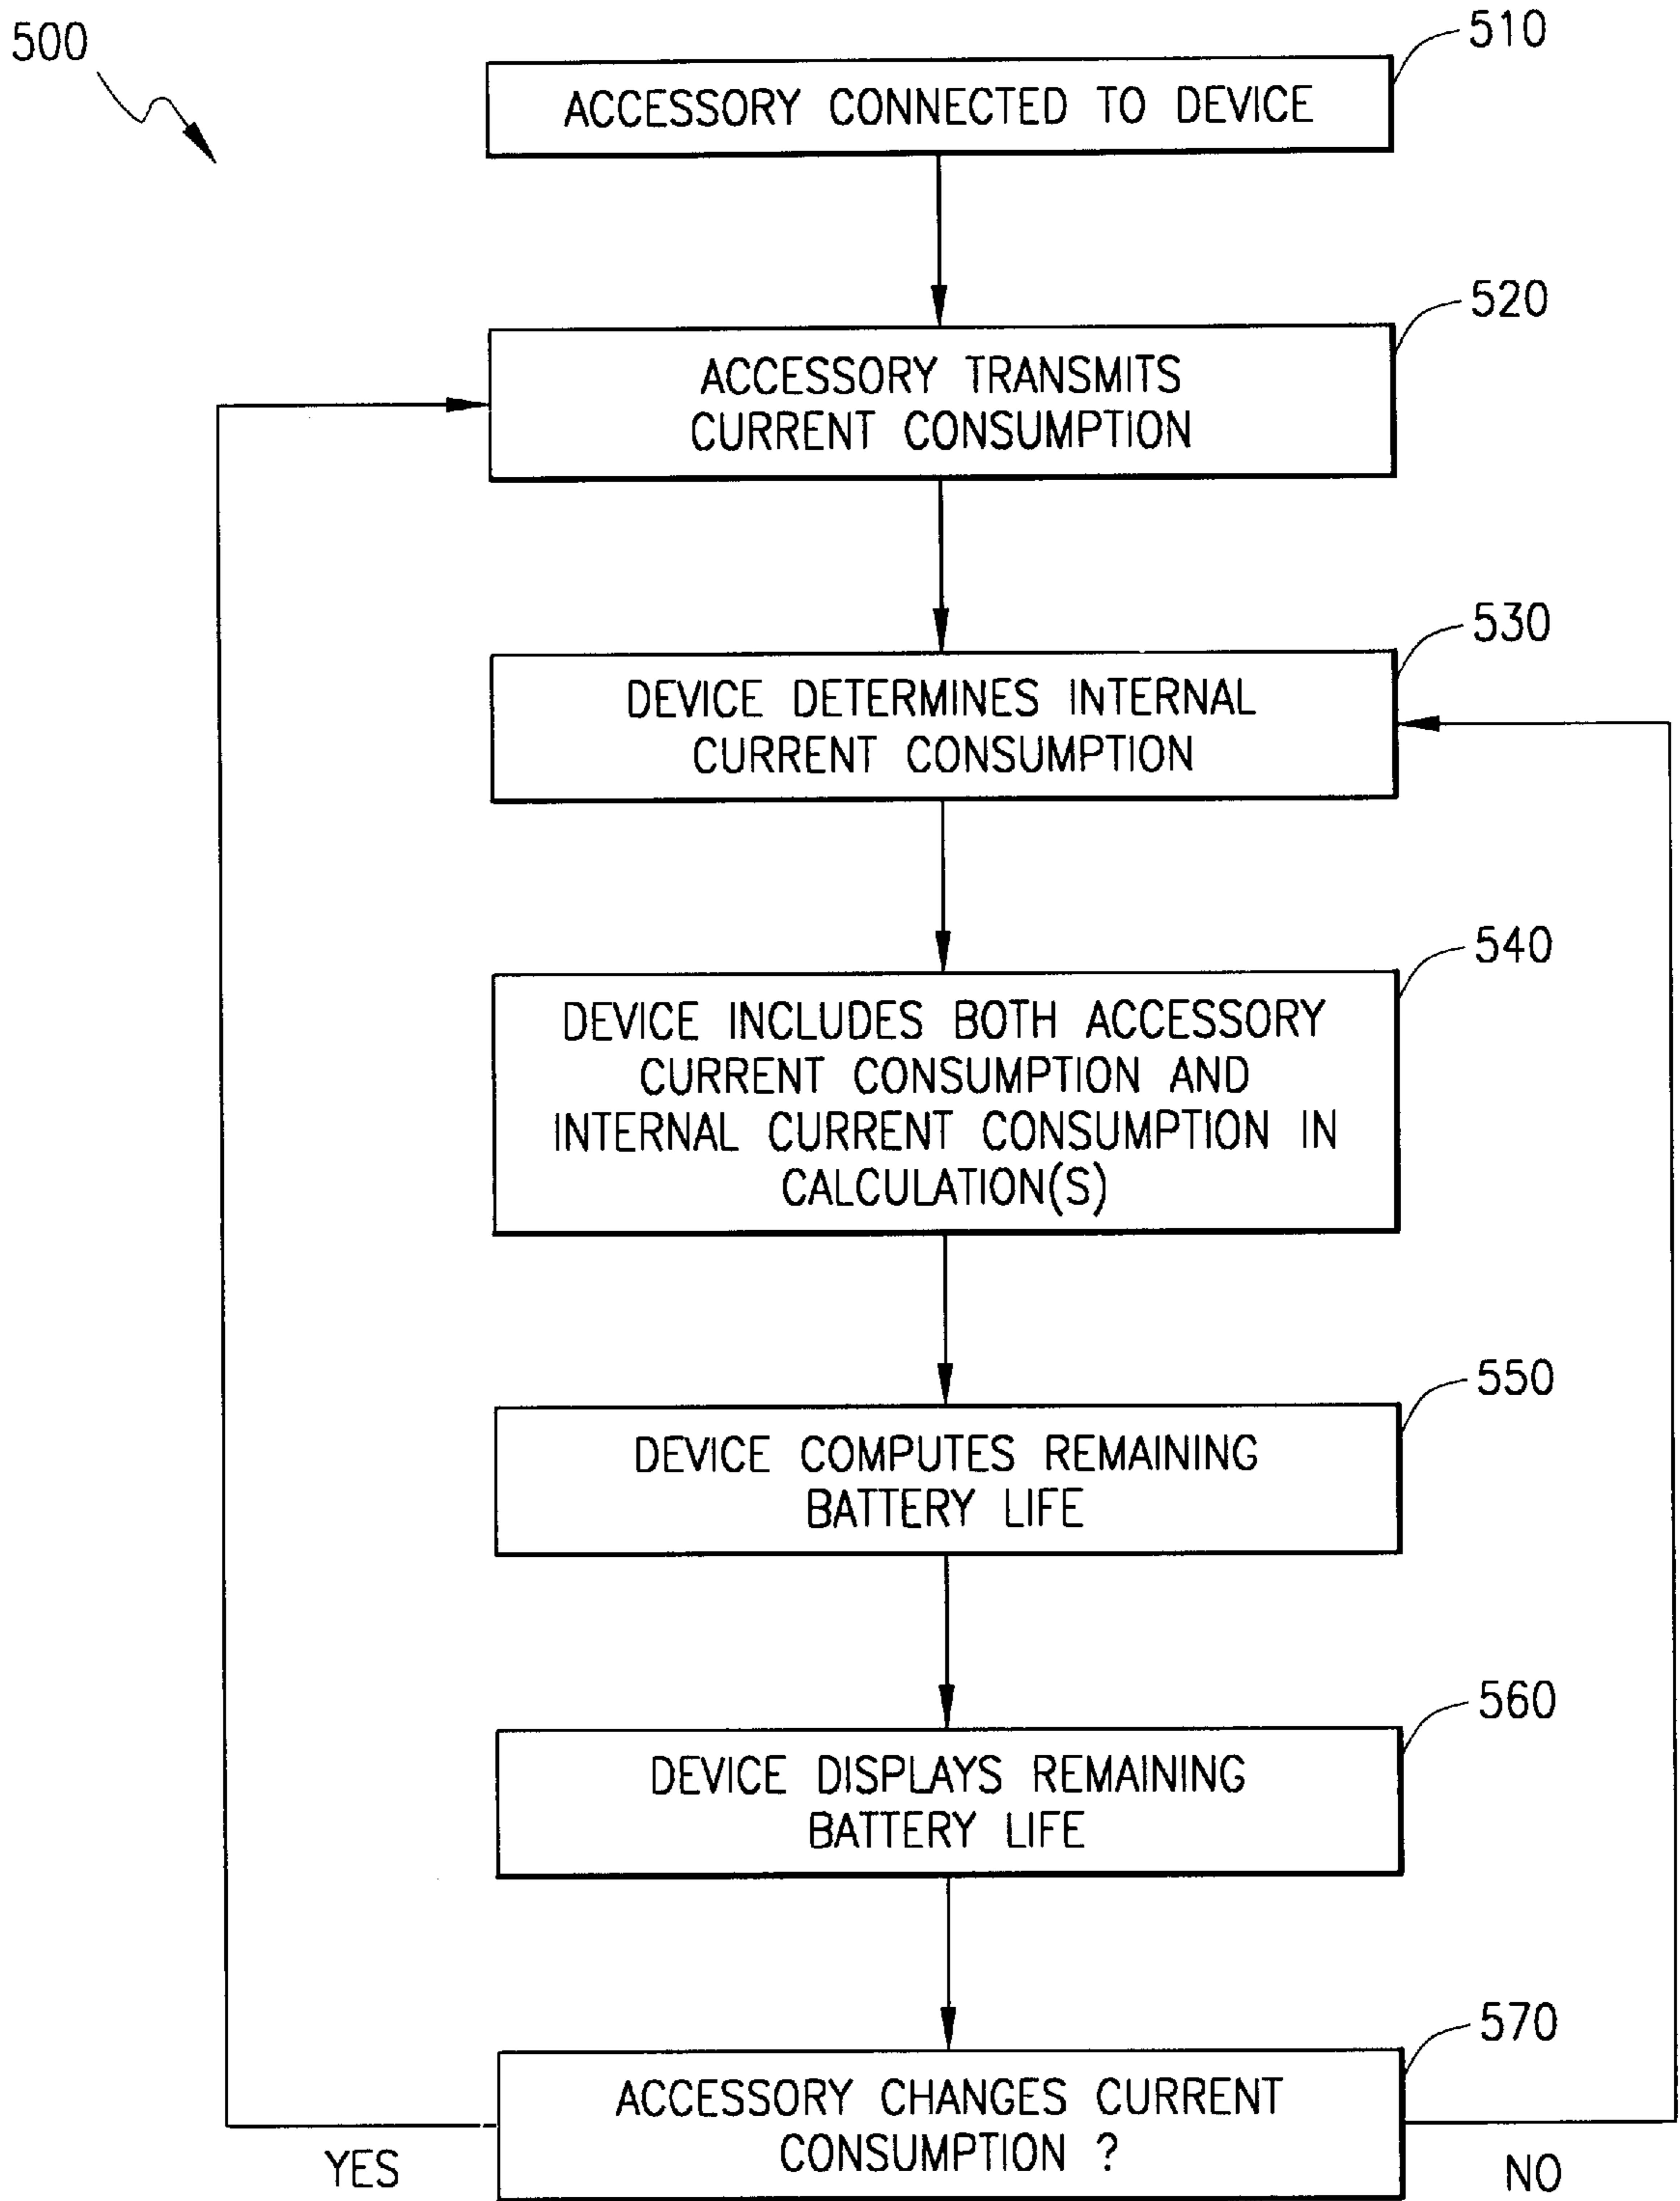 500
510
ACCESSORY CONNECTED TO DEVICE
520
ACCESSORY TRANSMITS
CURRENT CONSUMPTION
530
DEVICE DETERMINES INTERNAL
CURRENT CONSUMPTION
540
DEVICE INCLUDES BOTH ACCESSORY
CURRENT CONSUMPTION AND
INTERNAL CURRENT CONSUMPTION IN
CALCULATION(S)
550
DEVICE COMPUTES REMAINING
BATTERY LIFE
560
DEVICE DISPLAYS REMAINING
BATTERY LIFE
570
ACCESSORY CHANGES CURRENT
CONSUMPTION ?
YES
NO